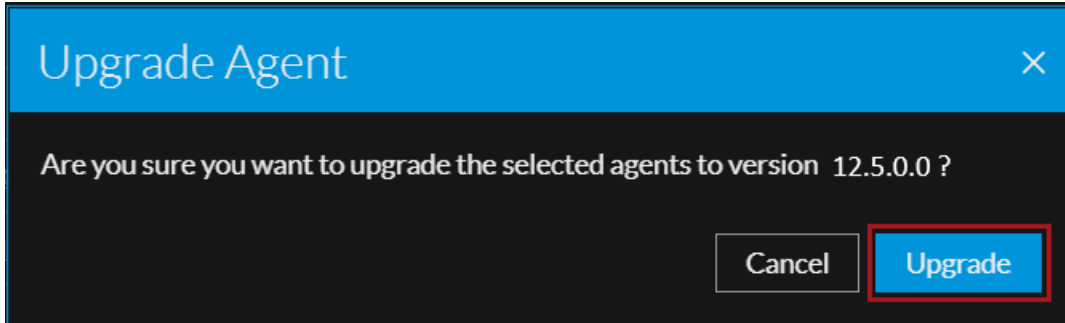 Upgrade Agent
Are you sure you want to upgrade the selected agents to version 12.5.0.0 ?
Cancel Upgrade